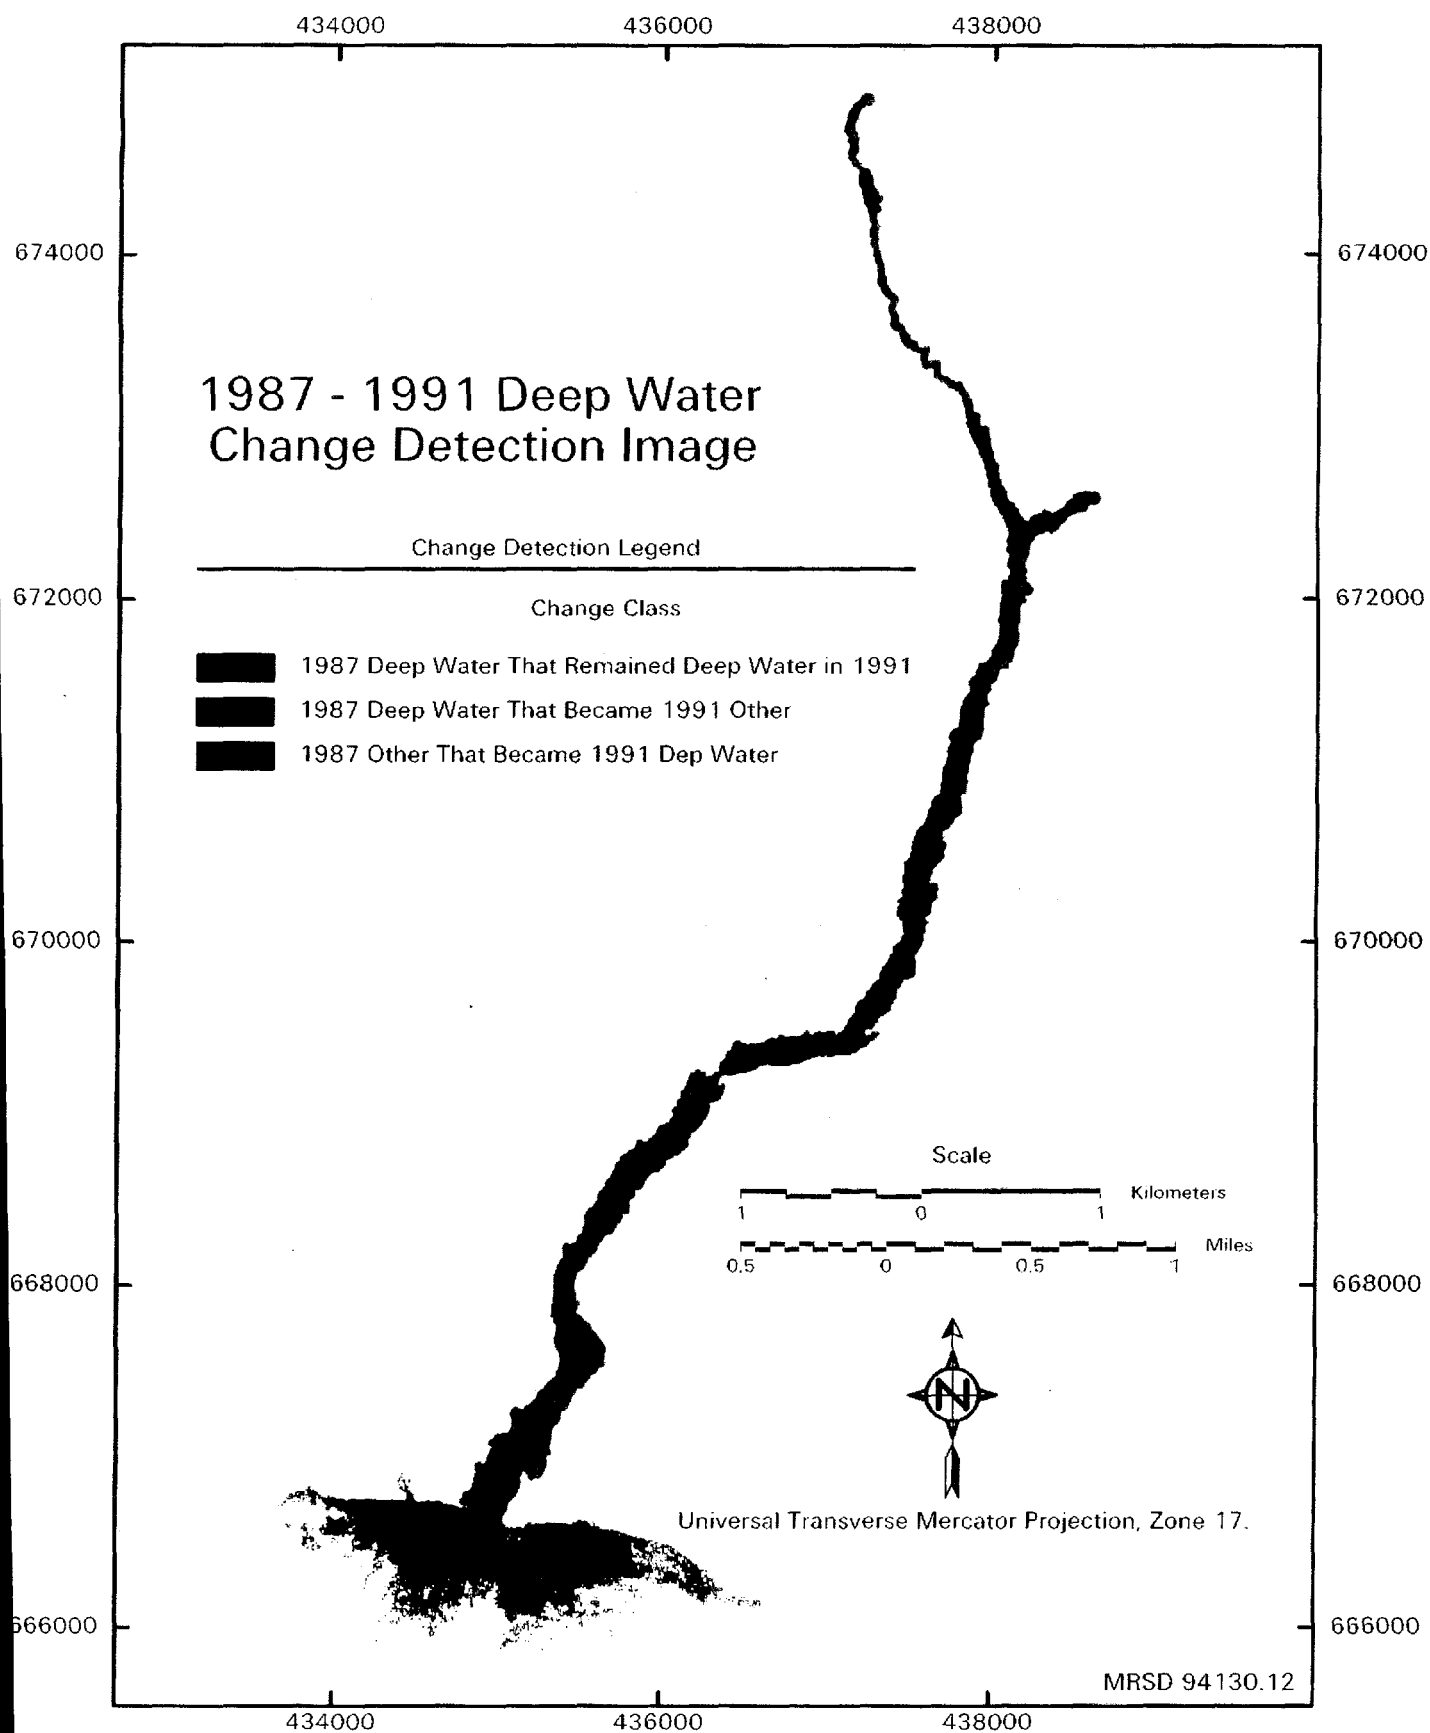 434000 436000 438000
674000 674000
1987 - 1991 Deep Water
Change Detection Image
Change Detection Legend
672000 672000
Change Class
1987 Deep Water That Remained Deep Water in 1991
1987 Deep Water That Became 1991 Other
1987 Other That Became 1991 Dep Water
670000 670000
Scale
Kilometers
1 0 1
Miles
0.5 0 0.5 1
668000 668000
N
Universal Transverse Mercator Projection, Zone 17.
666000 666000
MRSD 94130.12
434000 436000 438000